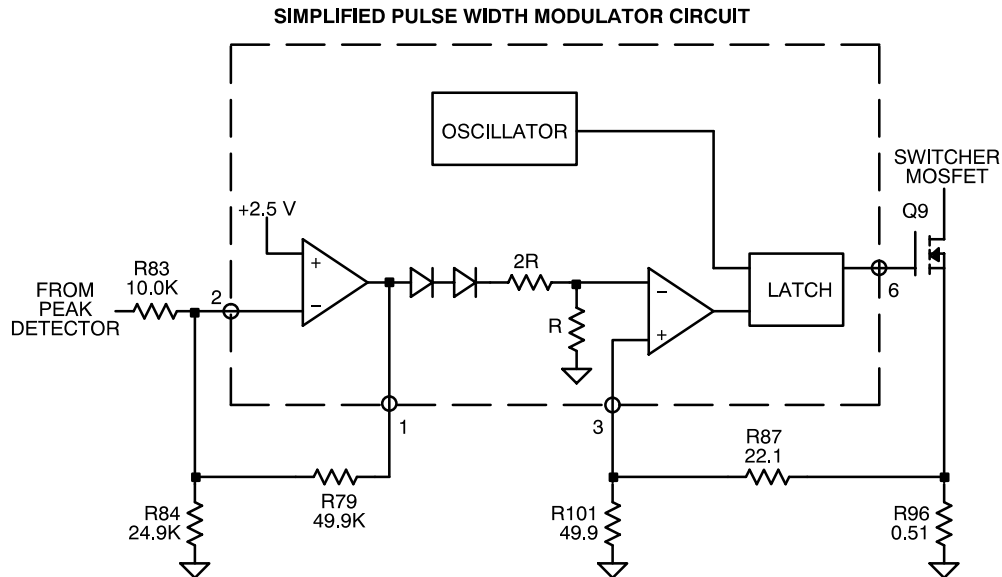 SIMPLIFIED PULSE WIDTH MODULATOR CIRCUIT
OSCILLATOR
SWITCHER
MOSFET
Q9
+2.5 V
R83
10.0K
2R
FROM
PEAK
DETECTOR
2
+
−
−
+
R
LATCH
6
1
3
R87
22.1
R79
49.9K
R84
24.9K
R101
49.9
R96
0.51